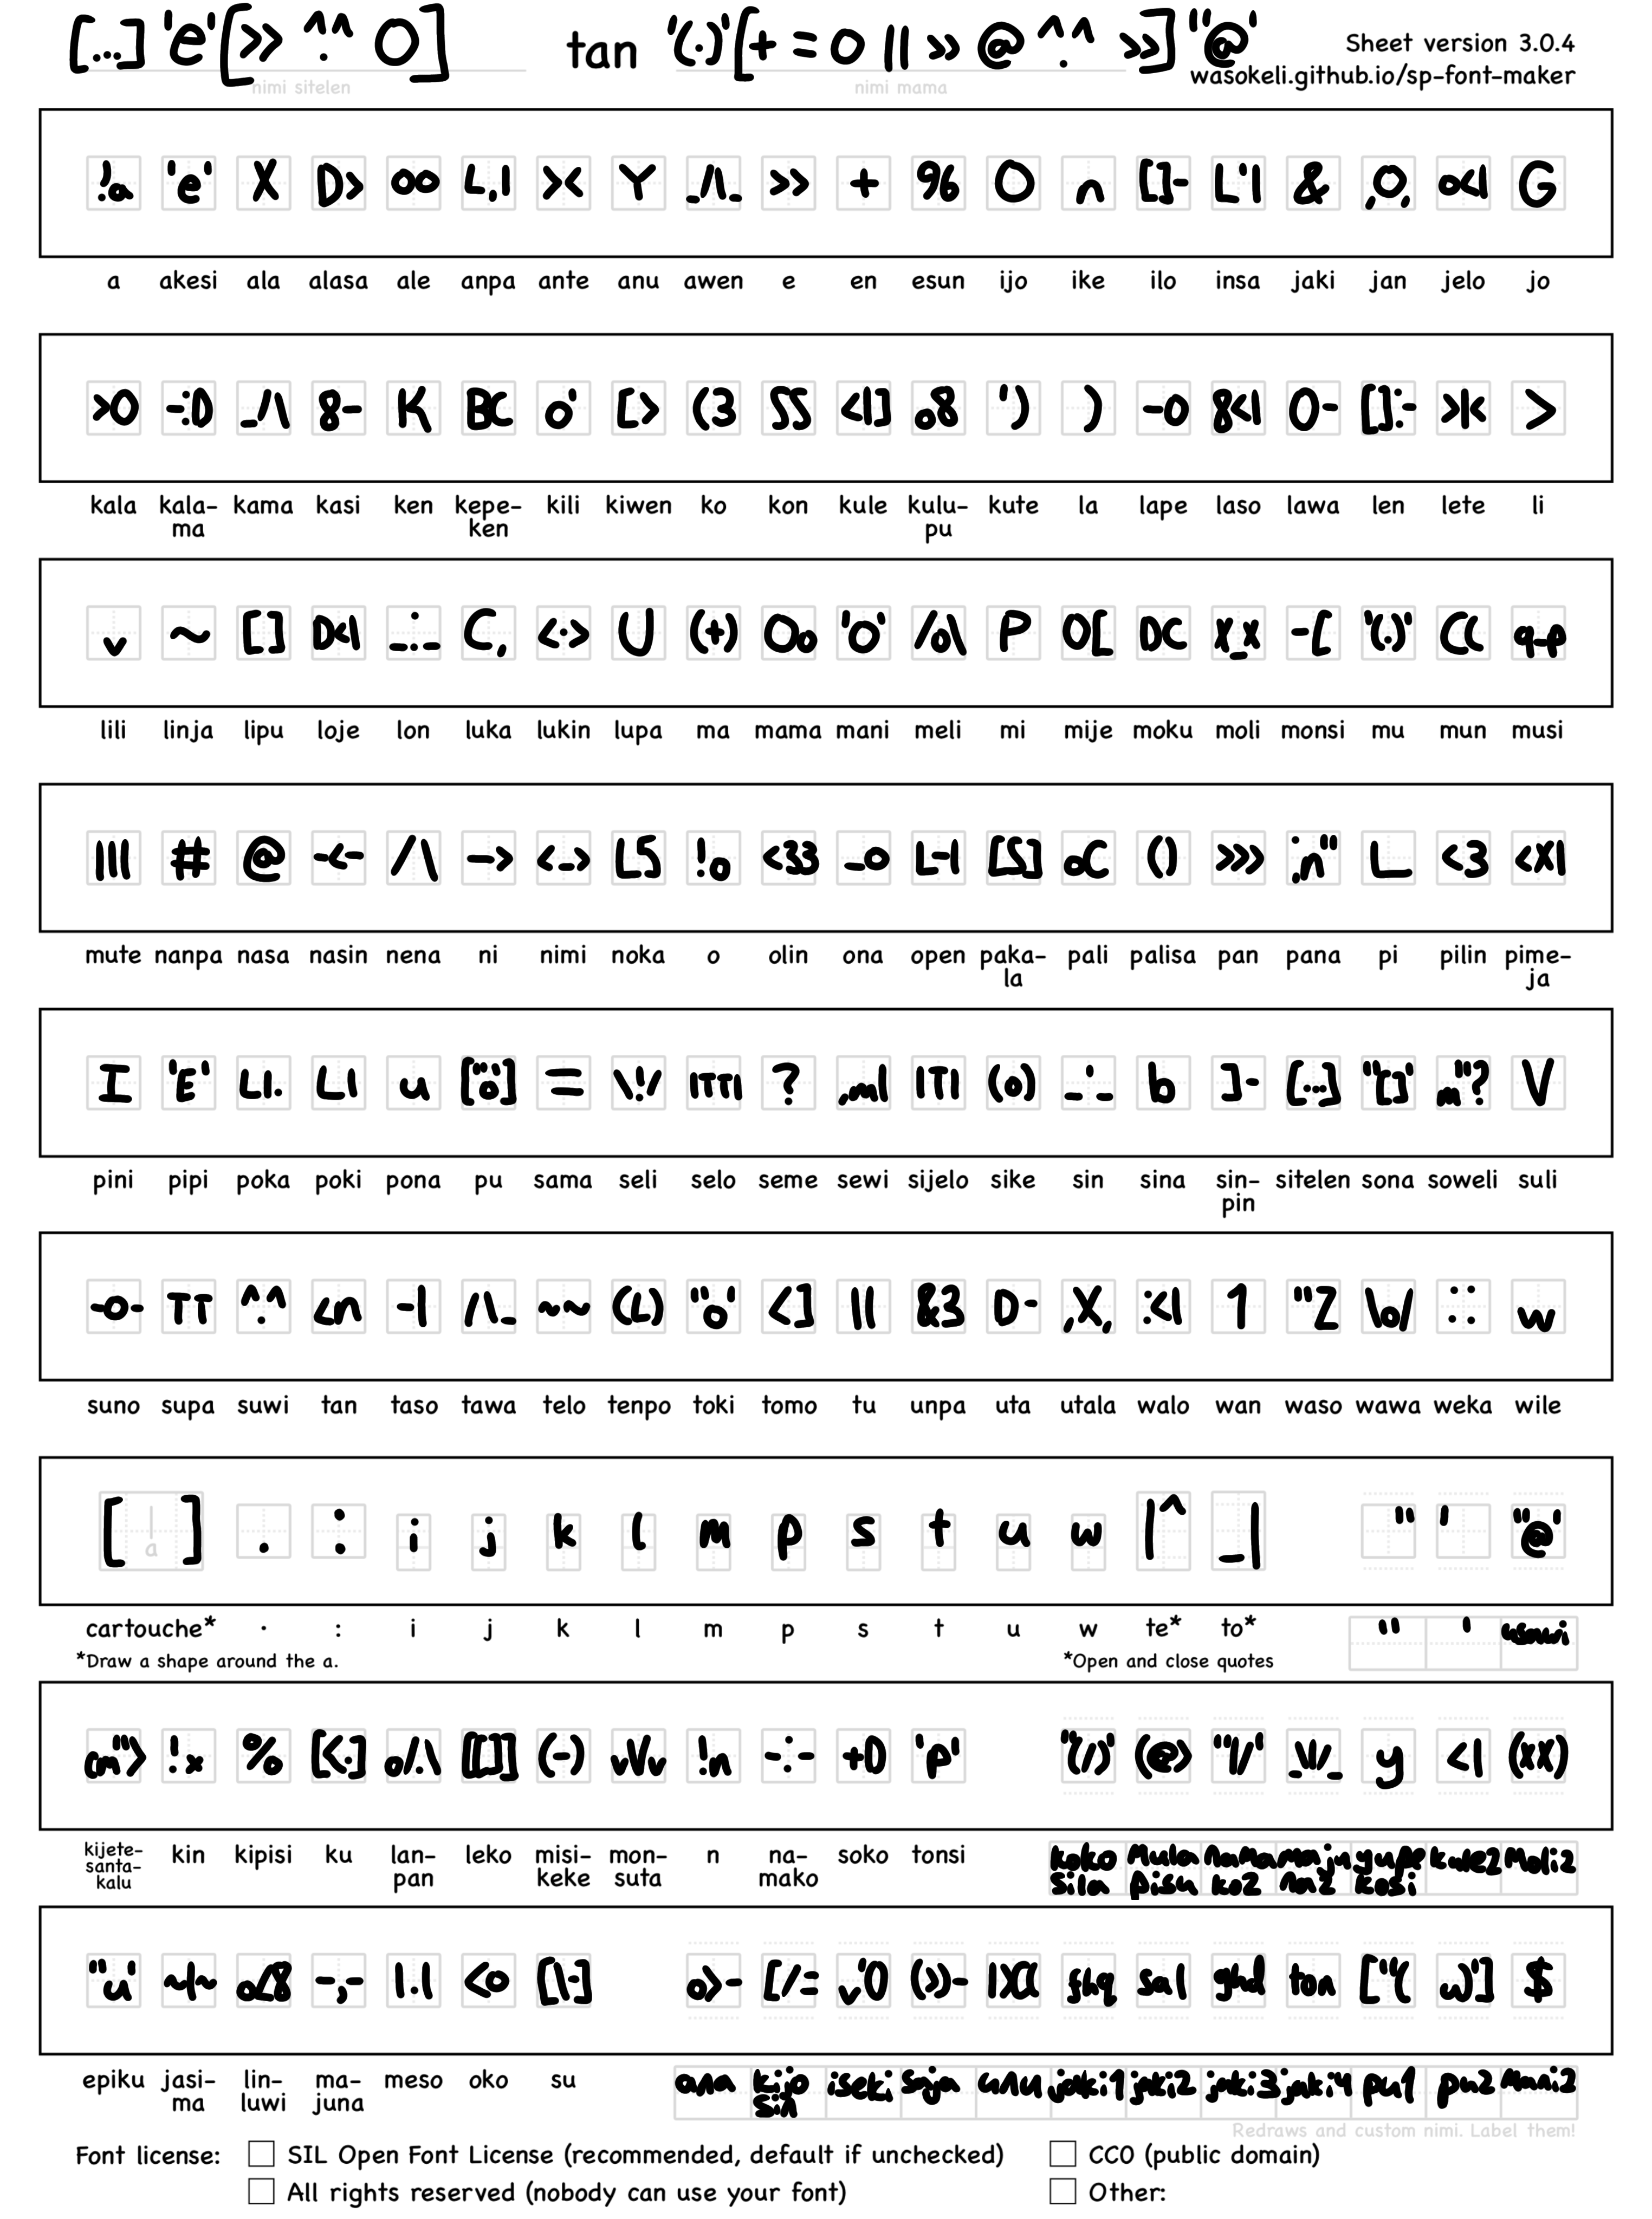 [...] 'e' [>> ^.^ O] tan '(.)' [+ = o || >> @ ^.^ >>] "@' Sheet version 3.0.4
nimi sitelen nimi mama wasokeli.github.io/sp-font-maker
!a 'e' X D> oo L,| >< Y _/\_ >> + 96 O n []- L'| & ,O, o<| G
a akesi ala alasa ale anpa ante anu awen e en esun ijo ike ilo insa jaki jan jelo jo
>O -:D _/\ 8- K BC o' [> (3 SS <|] o8 ') ) -o 8<| O- []:- >|< >
kala kala- kama kasi ken kepe- kili kiwen ko kon kule kulu- kute la lape laso lawa len lete li
ma ken pu
v ~ [] D<| _._ C, <.> U (+) Oo 'O' /o\ P O[ DC x_x -[ '(.)' C( q-p
lili linja lipu loje lon luka lukin lupa ma mama mani meli mi mije moku moli monsi mu mun musi
||| # @ -<- /\ -> <-> LS !o <33 _o L-| [S] oC () >>> ;n" L <3 <X|
mute nanpa nasa nasin nena ni nimi noka o olin ona open paka- pali palisa pan pana pi pilin pime-
la ja
I 'E' L|. L| u ["o'] = \!/ |TT| ? ,m| |T| (o) _'_ b ]- [...] "[]' m"? V
pini pipi poka poki pona pu sama seli selo seme sewi sijelo sike sin sina sin- sitelen sona soweli suli
pin
-o- TT ^.^ <n -| /\_ ~~ (L) "o' <] || &3 D- ,X, :<| 1 "Z \o/ :: w
suno supa suwi tan taso tawa telo tenpo toki tomo tu unpa uta utala walo wan waso wawa weka wile
[ a ] . : i j k l m p s t u w |^ _| " ' "@'
cartouche* · : i j k l m p s t u w te* to* " ' usawi
*Draw a shape around the a. *Open and close quotes
cm"> !x % [<.] o/.\ [[]] (-) vVv !n -:- +D 'p' "(/)' (@) "|/' _\|/_ y <| (xx)
kijete- kin kipisi ku lan- leko misi- mon- n na- soko tonsi koko Mula nama maju yupe kule2 Moli2
santa- pan keke suta mako sila pisu ko2 na2 kosi
kalu
"u' ~|~ o<8 -,- |.| <o [|-] o>- [/= v'O (>)- |X( fhq sal ghd ton ["( w)'] $
epiku jasi- lin- ma- meso oko su ana kijo iseki soja unu jaki1 jaki2 jaki3 jaki4 pu1 pu2 Mani2
ma luwi juna sin
Redraws and custom nimi. Label them!
Font license: SIL Open Font License (recommended, default if unchecked) CC0 (public domain)
All rights reserved (nobody can use your font) Other: